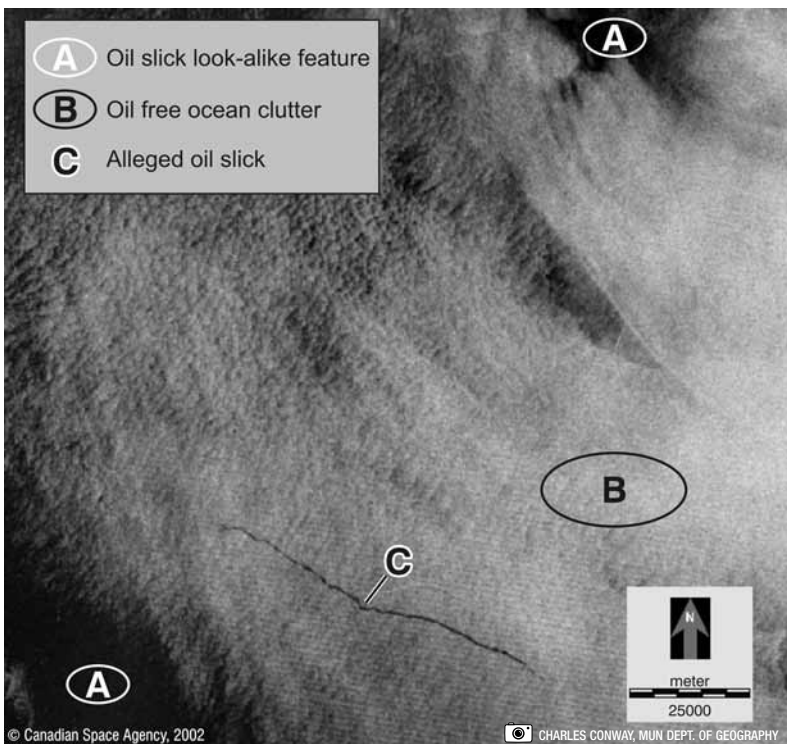 A Oil slick look-alike feature
B Oil free ocean clutter
C Alleged oil slick
A
B
C
A
N
meter
25000
© Canadian Space Agency, 2002
CHARLES CONWAY, MUN DEPT. OF GEOGRAPHY